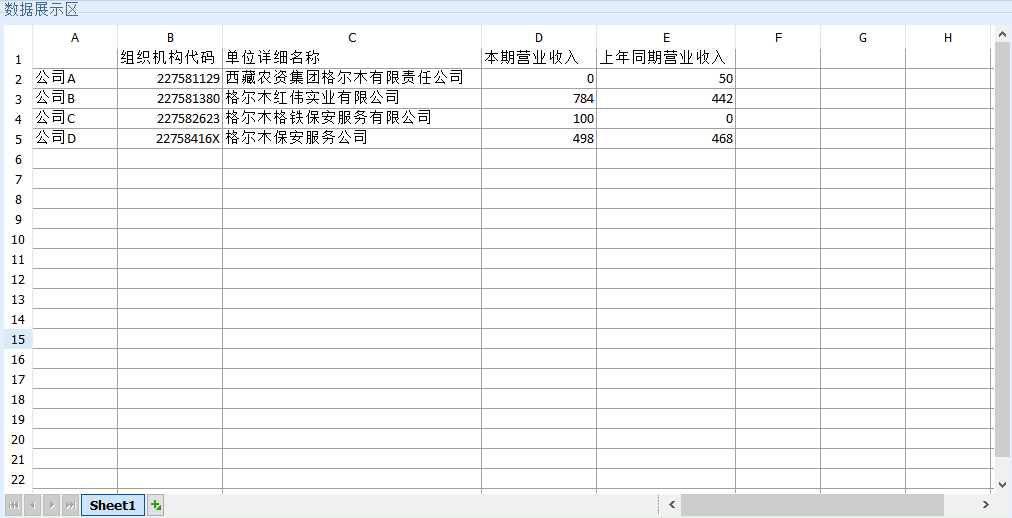 数据展示区
A B C D E F G H
1 组织机构代码 单位详细名称 本期营业收入 上年同期营业收入
2 公司A 227581129 西藏农资集团格尔木有限责任公司 0 50
3 公司B 227581380 格尔木红伟实业有限公司 784 442
4 公司C 227582623 格尔木格铁保安服务有限公司 100 0
5 公司D 22758416X 格尔木保安服务公司 498 468
6
7
8
9
10
11
12
13
14
15
16
17
18
19
20
21
22
Sheet1